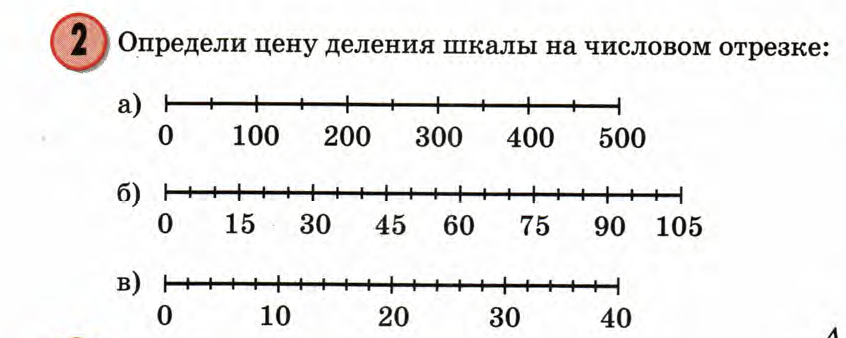 2 Определи цену деления шкалы на числовом отрезке:
а)
0 100 200 300 400 500
б)
0 15 30 45 60 75 90 105
в)
0 10 20 30 40